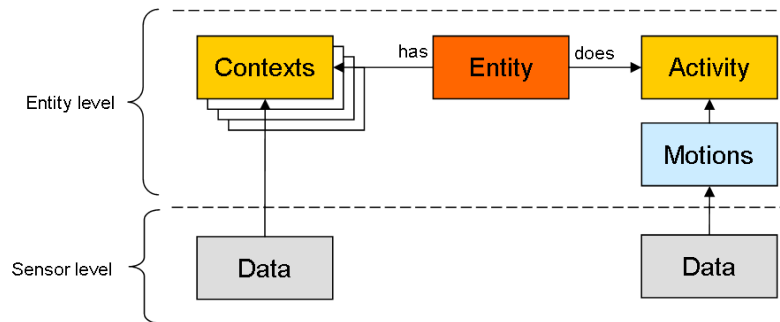 has
does
Contexts
Entity
Activity
Entity level
Motions
Data
Data
Sensor level